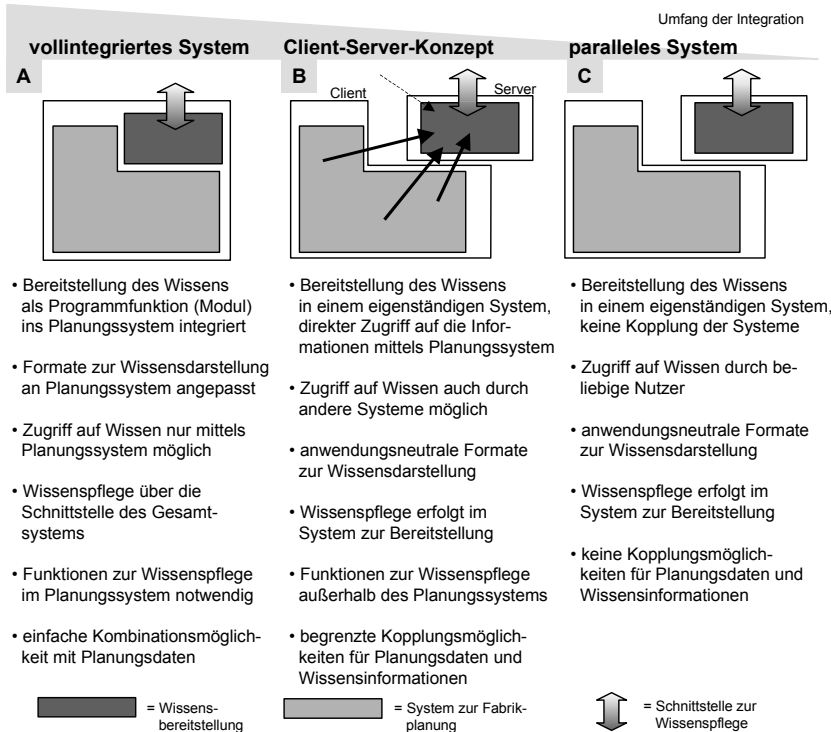 Umfang der Integration
vollintegriertes System
Client-Server-Konzept
paralleles System
A
B
C
Client
Server
• Bereitstellung des Wissens
als Programmfunktion (Modul)
ins Planungssystem integriert
• Formate zur Wissensdarstellung
an Planungssystem angepasst
• Zugriff auf Wissen nur mittels
Planungssystem möglich
• Wissenspflege über die
Schnittstelle des Gesamt-
systems
• Funktionen zur Wissenspflege
im Planungssystem notwendig
• einfache Kombinationsmöglich-
keit mit Planungsdaten
• Bereitstellung des Wissens
in einem eigenständigen System,
direkter Zugriff auf die Infor-
mationen mittels Planungssystem
• Zugriff auf Wissen auch durch
andere Systeme möglich
• anwendungsneutrale Formate
zur Wissensdarstellung
• Wissenspflege erfolgt im
System zur Bereitstellung
• Funktionen zur Wissenspflege
außerhalb des Planungssystems
• begrenzte Kopplungsmöglich-
keiten für Planungsdaten und
Wissensinformationen
• Bereitstellung des Wissens
in einem eigenständigen System,
keine Kopplung der Systeme
• Zugriff auf Wissen durch be-
liebige Nutzer
• anwendungsneutrale Formate
zur Wissensdarstellung
• Wissenspflege erfolgt im
System zur Bereitstellung
• keine Kopplungsmöglich-
keiten für Planungsdaten und
Wissensinformationen
= Wissens-
bereitstellung
= System zur Fabrik-
planung
= Schnittstelle zur
Wissenspflege